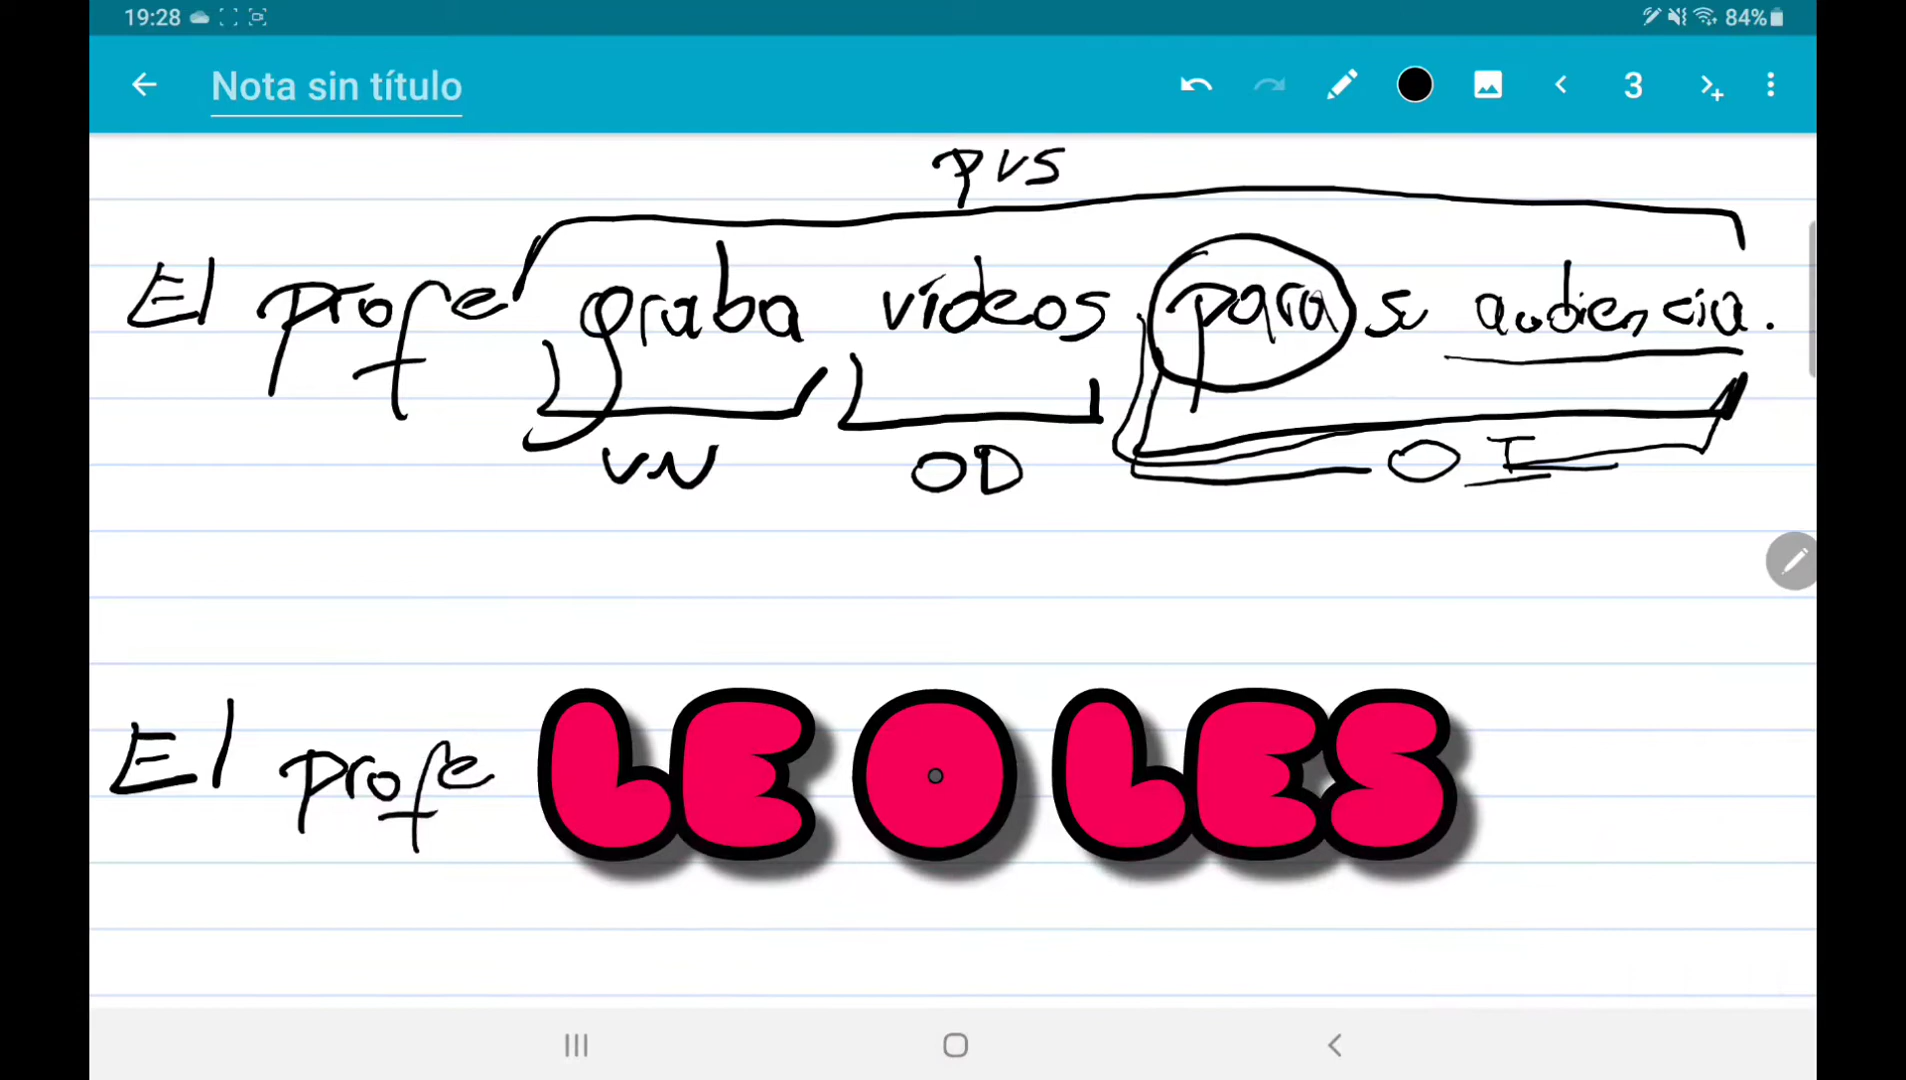 19:28 84%
Nota sin título 3
PVS
El profe graba vídeos para su audiencia.
VN OD OI
El profe LE O LES